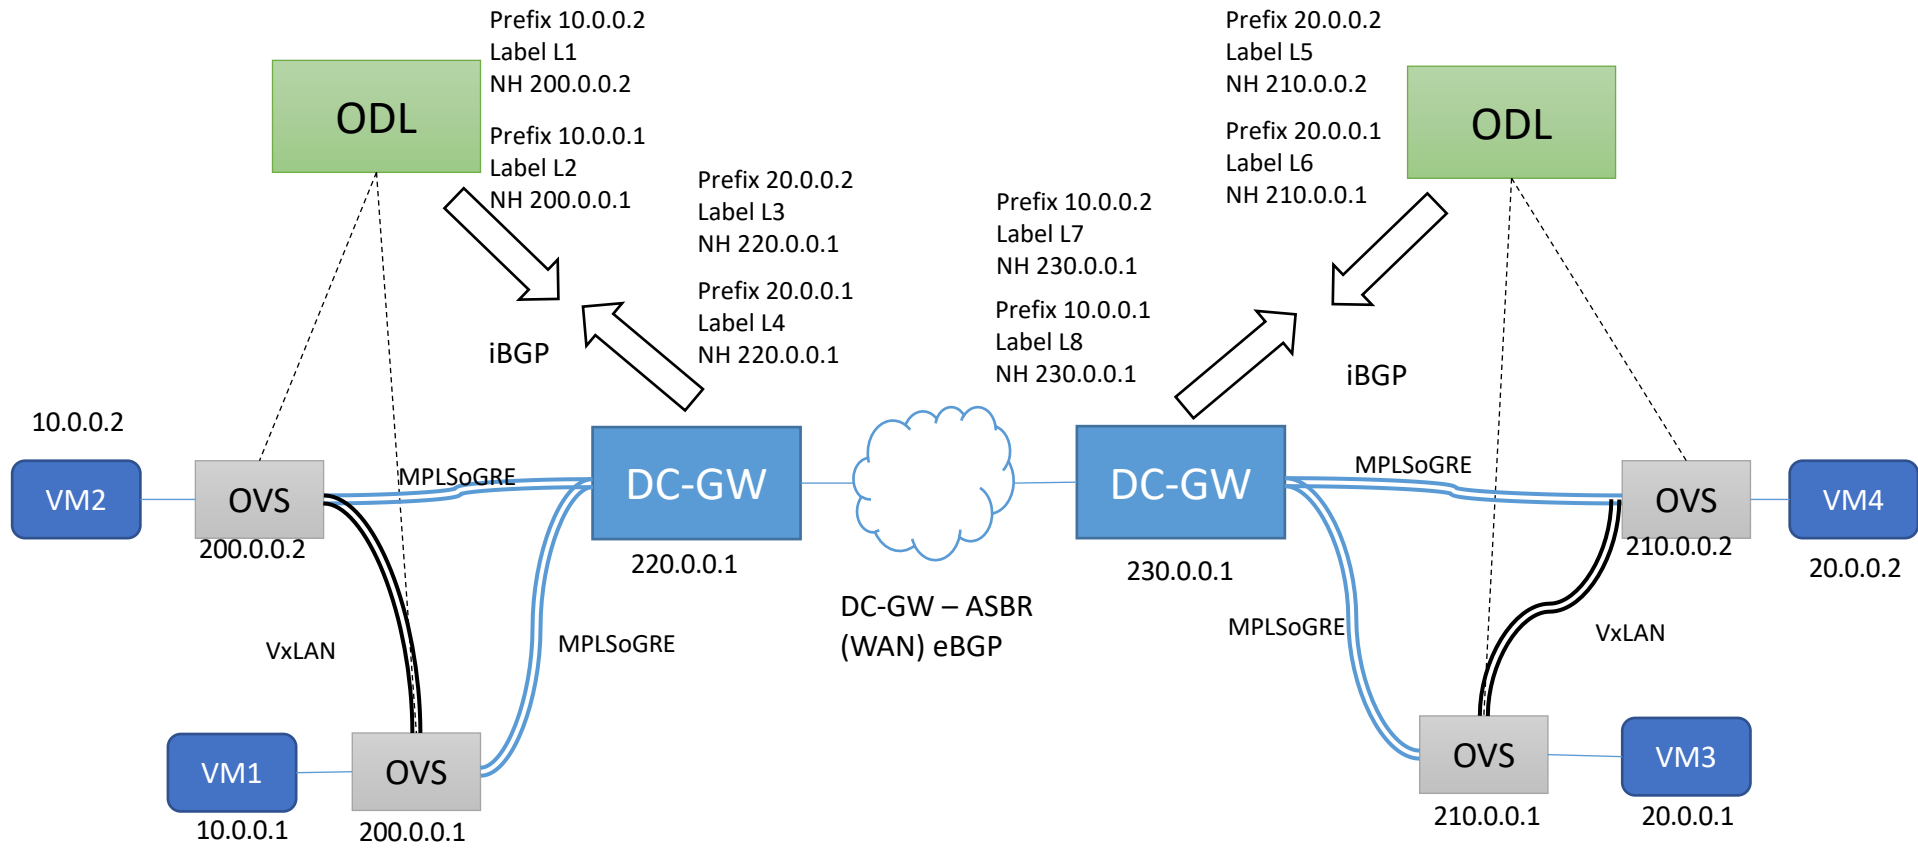 Prefix 10.0.0.2
Label L1
NH 200.0.0.2
Prefix 10.0.0.1
Label L2
NH 200.0.0.1
ODL
Prefix 20.0.0.2
Label L3
NH 220.0.0.1
Prefix 20.0.0.1
Label L4
NH 220.0.0.1
iBGP
Prefix 20.0.0.2
Label L5
NH 210.0.0.2
Prefix 20.0.0.1
Label L6
NH 210.0.0.1
ODL
Prefix 10.0.0.2
Label L7
NH 230.0.0.1
Prefix 10.0.0.1
Label L8
NH 230.0.0.1
iBGP
10.0.0.2
VM2
OVS
200.0.0.2
MPLSoGRE
DC-GW
220.0.0.1
DC-GW – ASBR
(WAN) eBGP
DC-GW
230.0.0.1
MPLSoGRE
OVS
210.0.0.2
VM4
20.0.0.2
VxLAN
MPLSoGRE
MPLSoGRE
VxLAN
VM1
10.0.0.1
OVS
200.0.0.1
OVS
210.0.0.1
VM3
20.0.0.1